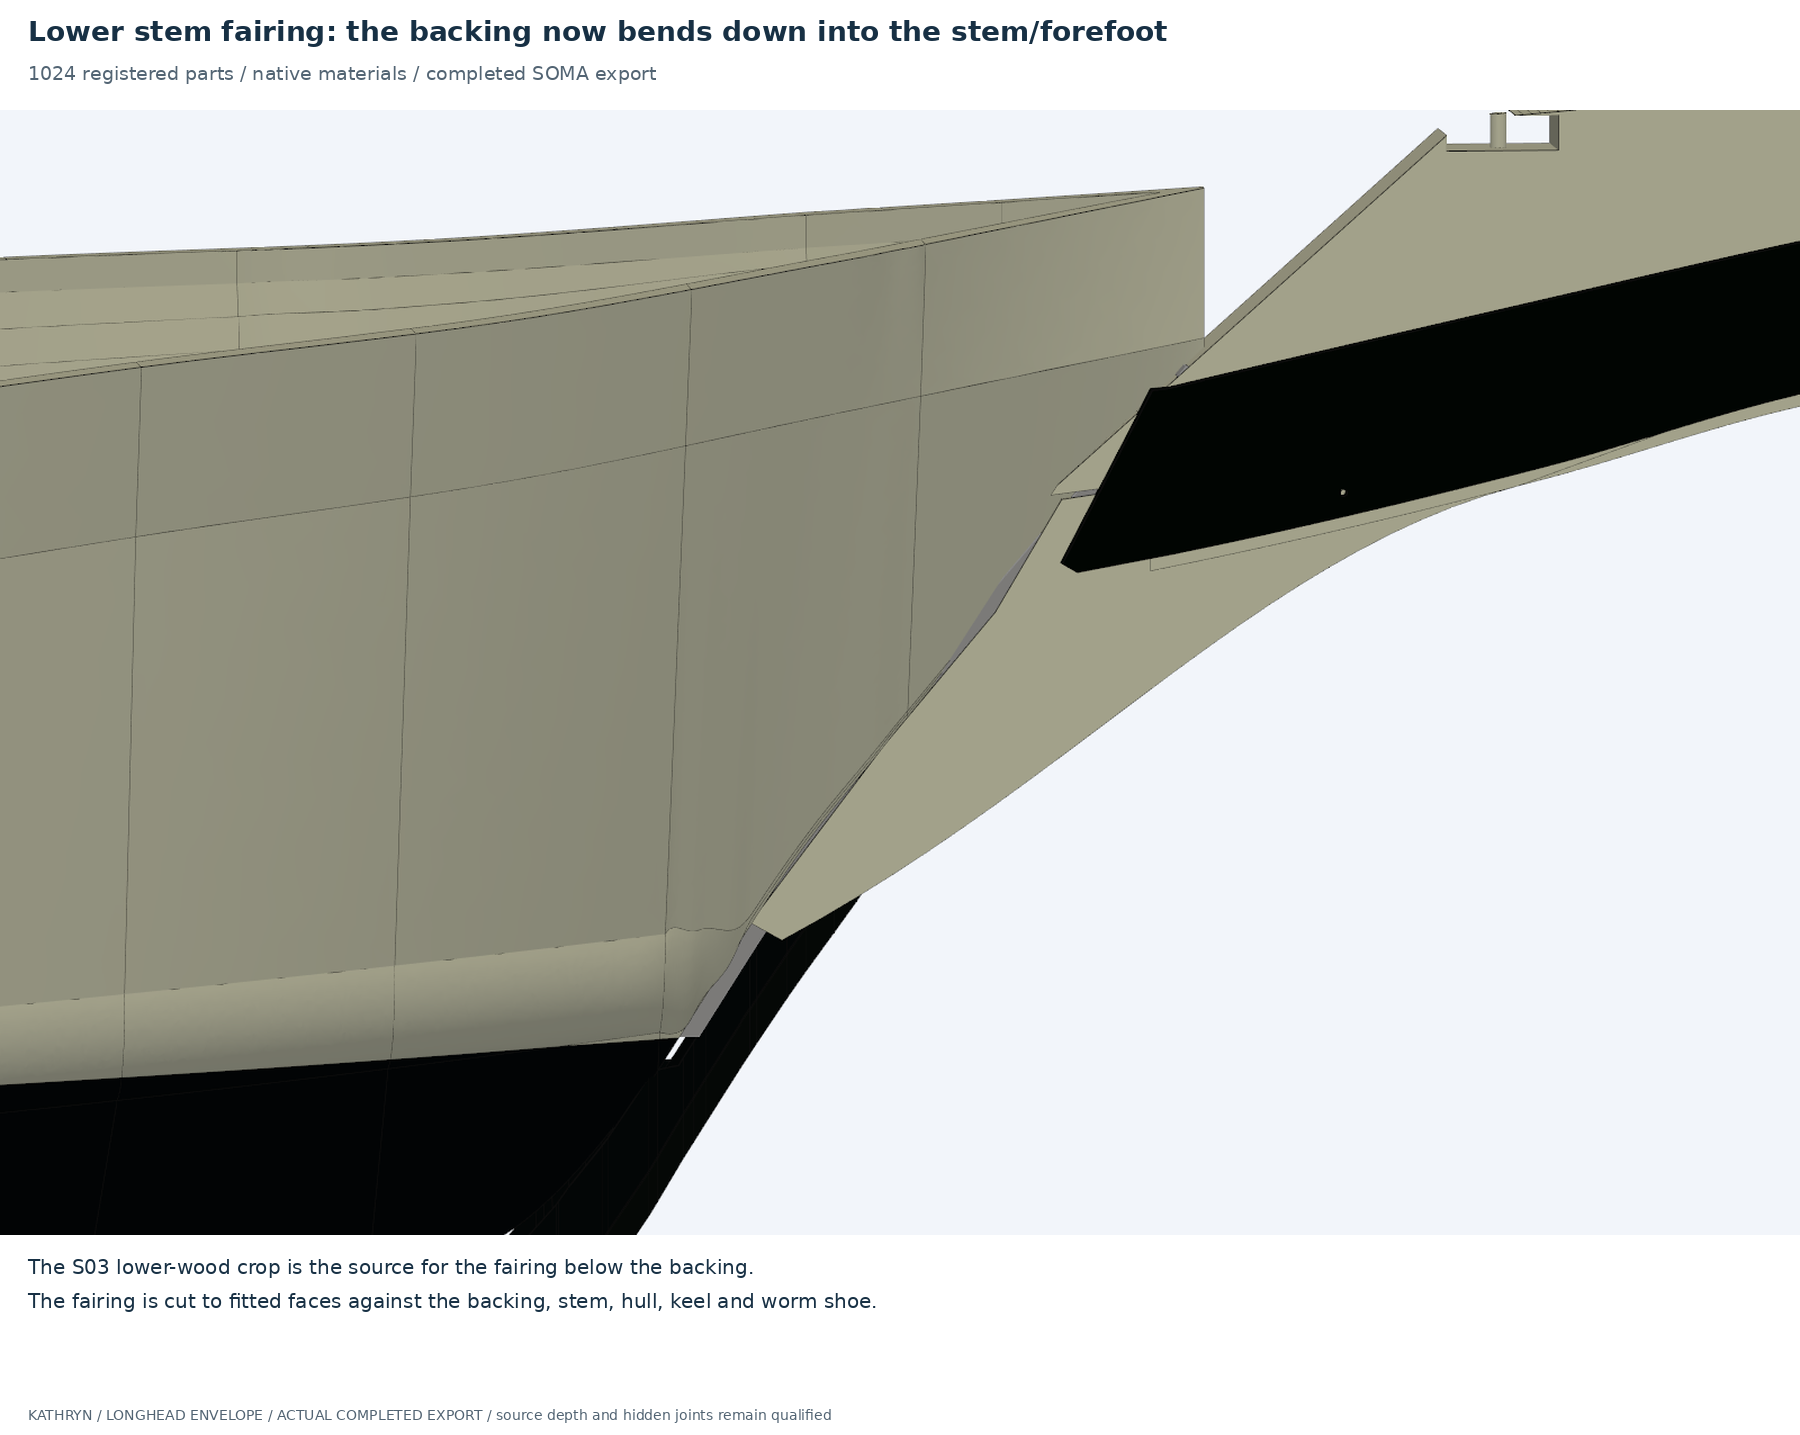 Lower stem fairing: the backing now bends down into the stem/forefoot
1024 registered parts / native materials / completed SOMA export
The S03 lower-wood crop is the source for the fairing below the backing.
The fairing is cut to fitted faces against the backing, stem, hull, keel and worm shoe.
KATHRYN / LONGHEAD ENVELOPE / ACTUAL COMPLETED EXPORT / source depth and hidden joints remain qualified